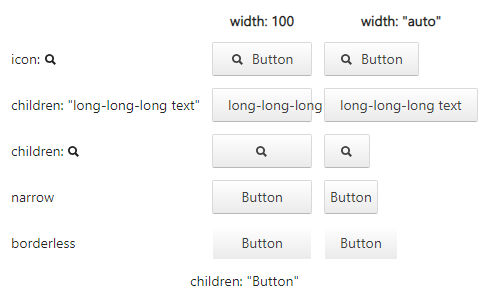 width: 100 width: "auto"
icon: Button Button
children: "long-long-long text" long-long-long long-long-long text
children:
narrow Button Button
borderless Button Button
children: "Button"